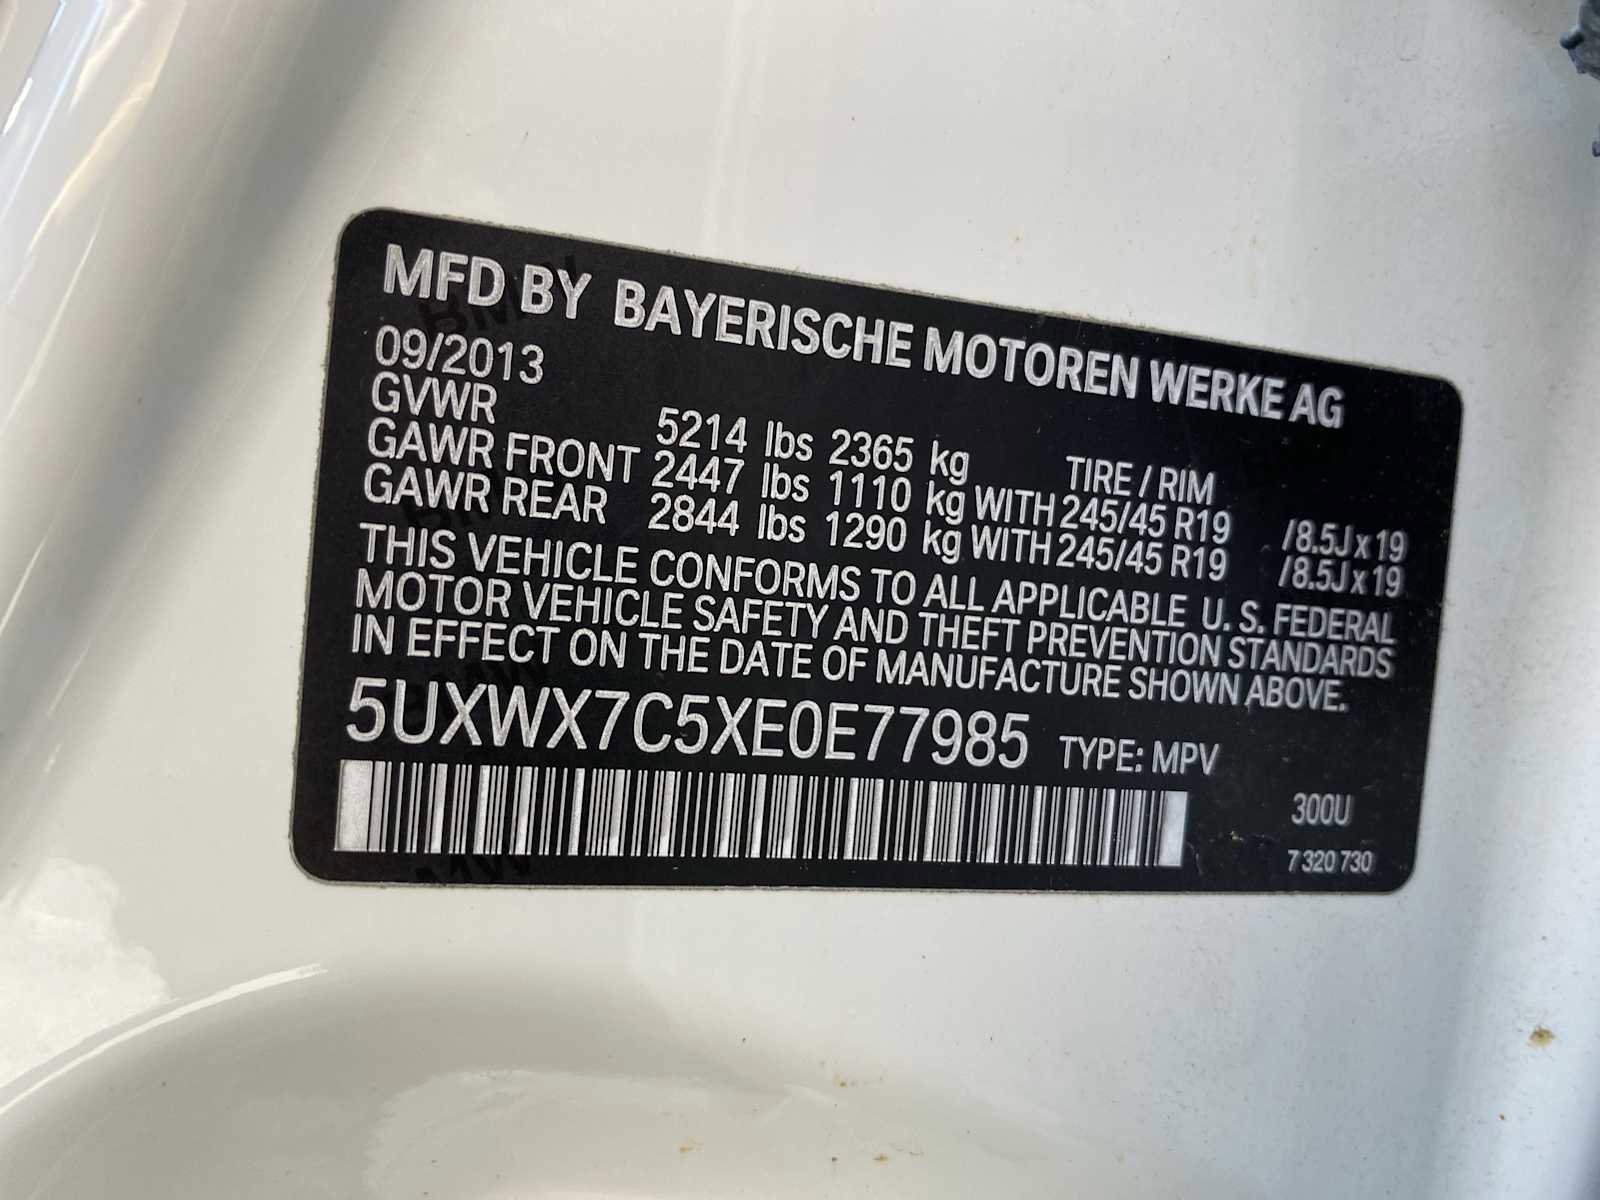 MFD BY BAYERISCHE MOTOREN WERKE AG
09/2013
GVWR 5214 lbs 2365 kg TIRE / RIM
GAWR FRONT 2447 lbs 1110 kg WITH 245/45 R19 /8.5J x 19
GAWR REAR 2844 lbs 1290 kg WITH 245/45 R19 /8.5J x 19
THIS VEHICLE CONFORMS TO ALL APPLICABLE U. S. FEDERAL
MOTOR VEHICLE SAFETY AND THEFT PREVENTION STANDARDS
IN EFFECT ON THE DATE OF MANUFACTURE SHOWN ABOVE.
5UXWX7C5XE0E77985 TYPE: MPV
300U
7 320 730